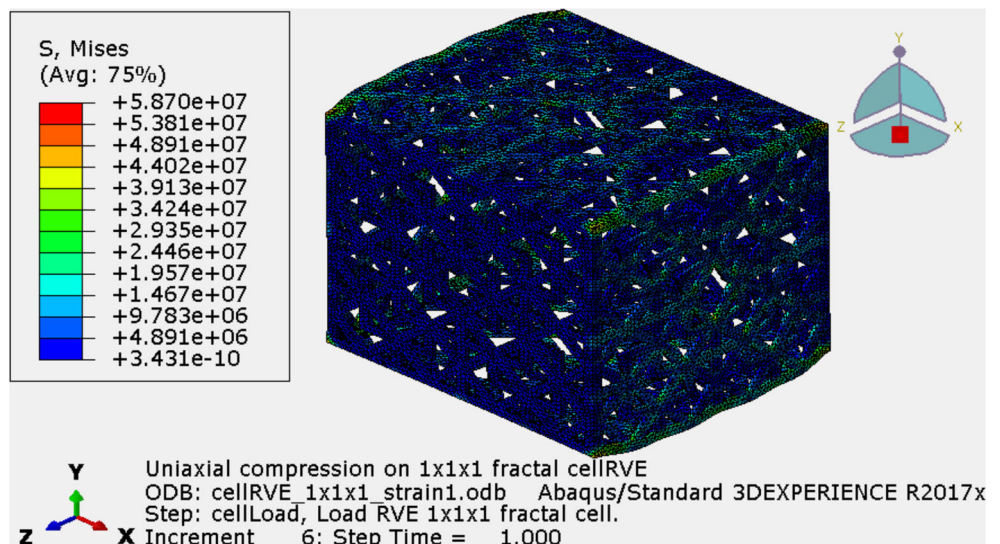 S, Mises
(Avg: 75%)
+5.870e+07
+5.381e+07
+4.891e+07
+4.402e+07
+3.913e+07
+3.424e+07
+2.935e+07
+2.446e+07
+1.957e+07
+1.467e+07
+9.783e+06
+4.891e+06
+3.431e-10
Y
Z X
Y
Z X
Uniaxial compression on 1x1x1 fractal cellRVE
ODB: cellRVE_1x1x1_strain1.odb Abaqus/Standard 3DEXPERIENCE R2017x
Step: cellLoad, Load RVE 1x1x1 fractal cell.
Increment 6: Step Time = 1.000